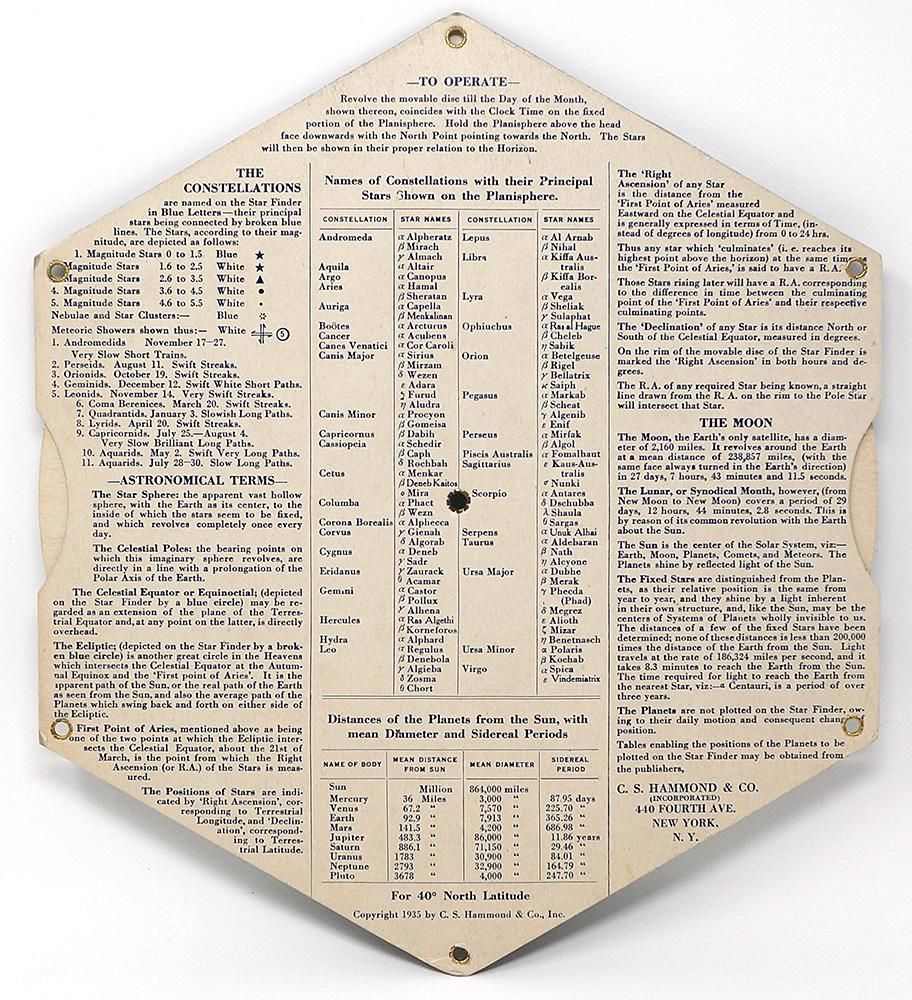 —TO OPERATE—
Revolve the movable disc till the Day of the Month,
shown thereon, coincides with the Clock Time on the fixed
portion of the Planisphere. Hold the Planisphere above the head
face downwards with the North Point pointing towards the North. The Stars
will then be shown in their proper relation to the Horizon.
THE
CONSTELLATIONS
are named on the Star Finder
in Blue Letters—their principal
stars being connected by broken blue
lines. The Stars, according to their mag-
nitude, are depicted as follows:
1. Magnitude Stars 0 to 1.5 Blue ★
Magnitude Stars 1.6 to 2.5 White ★
Magnitude Stars 2.6 to 3.5 White ▲
4. Magnitude Stars 3.6 to 4.5 White •
5. Magnitude Stars 4.6 to 5.5 White •
Nebulae and Star Clusters:— Blue
Meteoric Showers shown thus:— White 5
1. Andromedids November 17—27.
Very Slow Short Trains.
2. Perseids. August 11. Swift Streaks.
3. Orionids. October 19. Swift Streaks.
4. Geminids. December 12. Swift White Short Paths.
5. Leonids. November 14. Very Swift Streaks.
6. Coma Berenices. March 20. Swift Streaks.
7. Quadrantids. January 3. Slowish Long Paths.
8. Lyrids. April 20. Swift Streaks.
9. Capricornids. July 25.—August 4.
Very Slow Brilliant Long Paths.
10. Aquarids. May 2. Swift Very Long Paths.
11. Aquarids. July 28—30. Slow Long Paths.
—ASTRONOMICAL TERMS—
The Star Sphere: the apparent vast hollow
sphere, with the Earth as its center, to the
inside of which the stars seem to be fixed,
and which revolves completely once every
day.
The Celestial Poles: the bearing points on
which this imaginary sphere revolves, are
directly in a line with a prolongation of the
Polar Axis of the Earth.
The Celestial Equator or Equinoctial; (depicted
on the Star Finder by a blue circle) may be re-
garded as an extension of the plane of the Terres-
trial Equator and, at any point on the latter, is directly
overhead.
The Ecliptic; (depicted on the Star Finder by a brok-
en blue circle) is another great circle in the Heavens
which intersects the Celestial Equator at the Autum-
nal Equinox and the 'First point of Aries'. It is the
apparent path of the Sun, or the real path of the Earth
as seen from the Sun, and also the average path of the
Planets which swing back and forth on either side of
the Ecliptic.
First Point of Aries, mentioned above as being
one of the two points at which the Ecliptic inter-
sects the Celestial Equator, about the 21st of
March, is the point from which the Right
Ascension (or R.A.) of the Stars is meas-
ured.
The Positions of Stars are indi-
cated by 'Right Ascension', cor-
responding to Terrestrial
Longitude, and 'Declin-
ation', correspond-
ing to Terres-
trial Latitude.
Names of Constellations with their Principal
Stars Shown on the Planisphere.
CONSTELLATION STAR NAMES CONSTELLATION STAR NAMES
Andromeda α Alpheratz Lepus α Al Arnab
β Mirach β Nihal
γ Almach Libra α Kiffa Aus-
Aquila α Altair tralis
Argo α Canopus β Kiffa Bor-
Aries α Hamal ealis
β Sheratan Lyra α Vega
Auriga α Capella β Sheliak
β Menkalinan γ Sulaphat
Boötes α Arcturus Ophiuchus α Ras al Hague
Cancer α Acubens β Cheleb
Canes Venatici α Cor Caroli η Sabik
Canis Major α Sirius Orion α Betelgeuse
β Mirzam β Rigel
δ Wezen γ Bellatrix
ε Adara κ Saiph
ζ Furud Pegasus α Markab
η Aludra β Scheat
Canis Minor α Procyon γ Algenib
β Gomeisa ε Enif
Capricornus β Dabih Perseus α Mirfak
Cassiopeia α Schedir β Algol
β Caph Piscis Australis α Fomalhaut
δ Rochbah Sagittarius ε Kaus-Aus-
Cetus α Menkar tralis
β Deneb Kaitos σ Nunki
ο Mira Scorpio α Antares
Columba α Phact δ Dschubba
β Wezn λ Shaula
Corona Borealis α Alphecca θ Sargas
Corvus γ Gienah Serpens α Unuk Alhai
δ Algorab Taurus α Aldebaran
Cygnus α Deneb β Nath
γ Sadr η Alcyone
Eridanus γ Zaurack Ursa Major α Dubhe
θ Acamar β Merak
Gemini α Castor γ Phecda
β Pollux (Phad)
γ Alhena δ Megrez
Hercules α Ras Algethi ε Alioth
β Korneforos ζ Mizar
Hydra α Alphard η Benetnasch
Leo α Regulus Ursa Minor α Polaris
β Denebola β Kochab
γ Algieba Virgo α Spica
δ Zosma ε Vindemiatrix
θ Chort
Distances of the Planets from the Sun, with
mean Diameter and Sidereal Periods
NAME OF BODY MEAN DISTANCE FROM SUN MEAN DIAMETER SIDEREAL PERIOD
Sun Million 864,000 miles
Mercury 36 Miles 3,000 " 87.95 days
Venus 67.2 " 7,570 " 225.70 "
Earth 92.9 " 7,913 " 365.26 "
Mars 141.5 " 4,200 " 686.98 "
Jupiter 483.3 " 86,000 " 11.86 years
Saturn 886.1 " 71,150 " 29.46 "
Uranus 1783 " 30,900 " 84.01 "
Neptune 2793 " 32,900 " 164.79 "
Pluto 3678 " 4,000 " 247.70 "
For 40° North Latitude
Copyright 1935 by C. S. Hammond & Co., Inc.
The 'Right
Ascension' of any Star
is the distance from the
'First Point of Aries' measured
Eastward on the Celestial Equator and
is generally expressed in terms of Time, (in-
stead of degrees of longitude) from 0 to 24 hrs.
Thus any star which 'culminates' (i. e. reaches its
highest point above the horizon) at the same time
the 'First Point of Aries,' is said to have a R.A.
Those Stars rising later will have a R.A. corresponding
to the difference in time between the culminating
point of the 'First Point of Aries' and their respective
culminating points.
The 'Declination' of any Star is its distance North or
South of the Celestial Equator, measured in degrees.
On the rim of the movable disc of the Star Finder is
marked the 'Right Ascension' in both hours and de-
grees.
The R.A. of any required Star being known, a straight
line drawn from the R. A. on the rim to the Pole Star
will intersect that Star.
THE MOON
The Moon, the Earth's only satellite, has a diam-
eter of 2,160 miles. It revolves around the Earth
at a mean distance of 238,857 miles, (with the
same face always turned in the Earth's direction)
in 27 days, 7 hours, 43 minutes and 11.5 seconds.
The Lunar, or Synodical Month, however, (from
New Moon to New Moon) covers a period of 29
days, 12 hours, 44 minutes, 2.8 seconds. This is
by reason of its common revolution with the Earth
about the Sun.
The Sun is the center of the Solar System, viz:—
Earth, Moon, Planets, Comets, and Meteors. The
Planets shine by reflected light of the Sun.
The Fixed Stars are distinguished from the Plan-
ets, as their relative position is the same from
year to year, and they shine by a light inherent
in their own structure, and, like the Sun, may be the
centers of Systems of Planets wholly invisible to us.
The distances of a few of the fixed Stars have been
determined; none of these distances is less than 200,000
times the distance of the Earth from the Sun. Light
travels at the rate of 186,324 miles per second, and it
takes 8.3 minutes to reach the Earth from the Sun.
The time required for light to reach the Earth from
the nearest Star, viz:—α Centauri, is a period of over
three years.
The Planets are not plotted on the Star Finder, ow-
ing to their daily motion and consequent change of
position.
Tables enabling the positions of the Planets to be
plotted on the Star Finder may be obtained from
the publishers,
C. S. HAMMOND & CO.
(INCORPORATED)
440 FOURTH AVE.
NEW YORK,
N. Y.